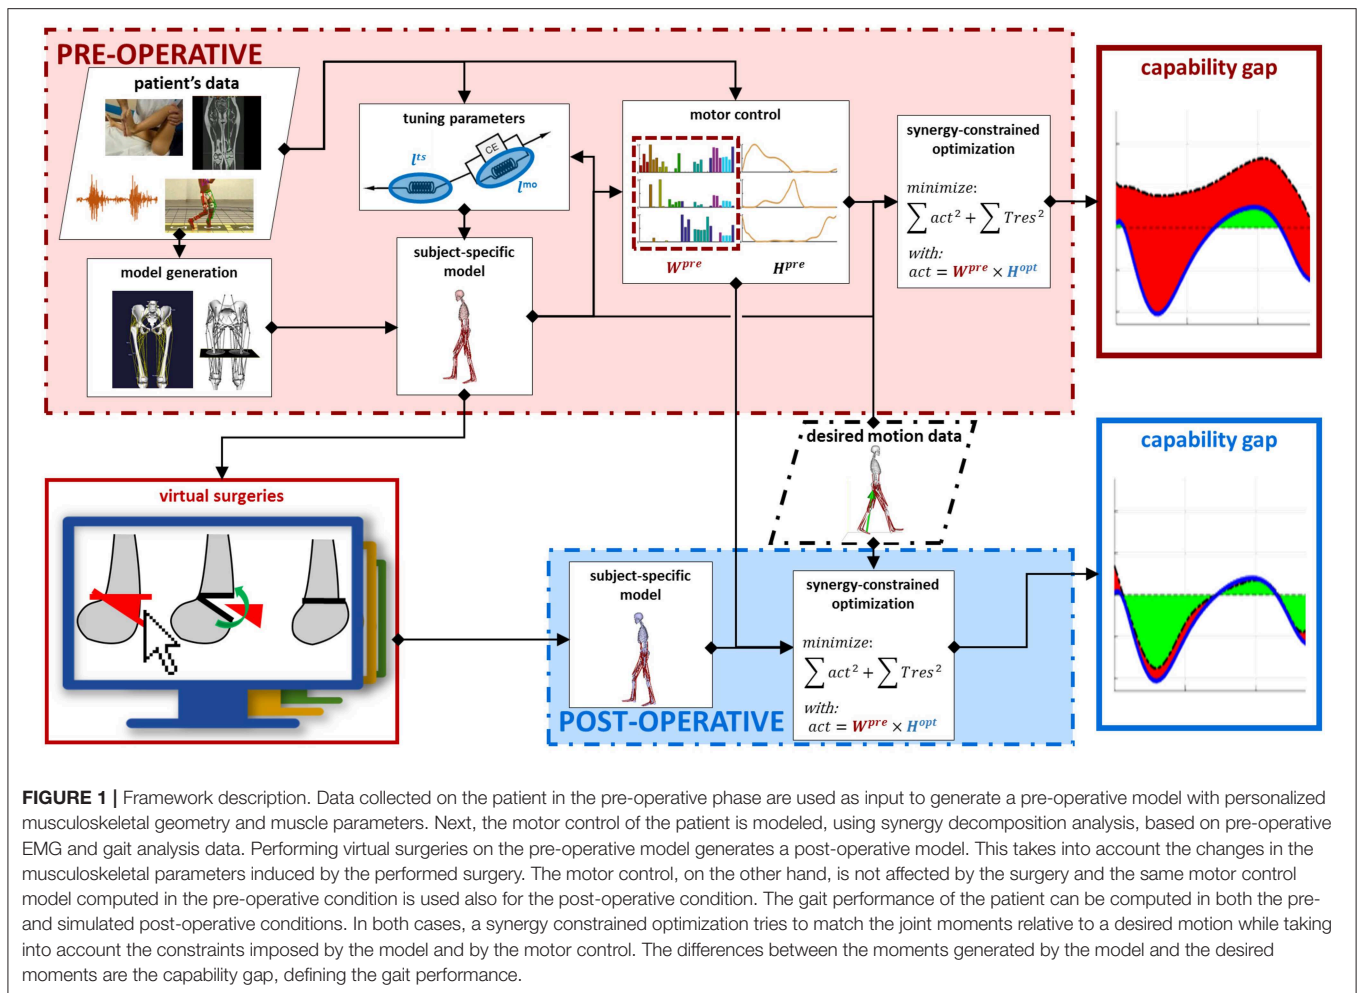 PRE-OPERATIVE
patient's data
tuning parameters
CE
l^ts
l^mo
motor control
W^pre
H^pre
synergy-constrained
optimization
minimize:
∑ act² + ∑ Tres²
with:
act = W^pre × H^opt
capability gap
model generation
subject-specific
model
desired motion data
capability gap
virtual surgeries
subject-specific
model
synergy-constrained
optimization
minimize:
∑ act² + ∑ Tres²
with:
act = W^pre × H^opt
POST-OPERATIVE
FIGURE 1 | Framework description. Data collected on the patient in the pre-operative phase are used as input to generate a pre-operative model with personalized
musculoskeletal geometry and muscle parameters. Next, the motor control of the patient is modeled, using synergy decomposition analysis, based on pre-operative
EMG and gait analysis data. Performing virtual surgeries on the pre-operative model generates a post-operative model. This takes into account the changes in the
musculoskeletal parameters induced by the performed surgery. The motor control, on the other hand, is not affected by the surgery and the same motor control
model computed in the pre-operative condition is used also for the post-operative condition. The gait performance of the patient can be computed in both the pre-
and simulated post-operative conditions. In both cases, a synergy constrained optimization tries to match the joint moments relative to a desired motion while taking
into account the constraints imposed by the model and by the motor control. The differences between the moments generated by the model and the desired
moments are the capability gap, defining the gait performance.